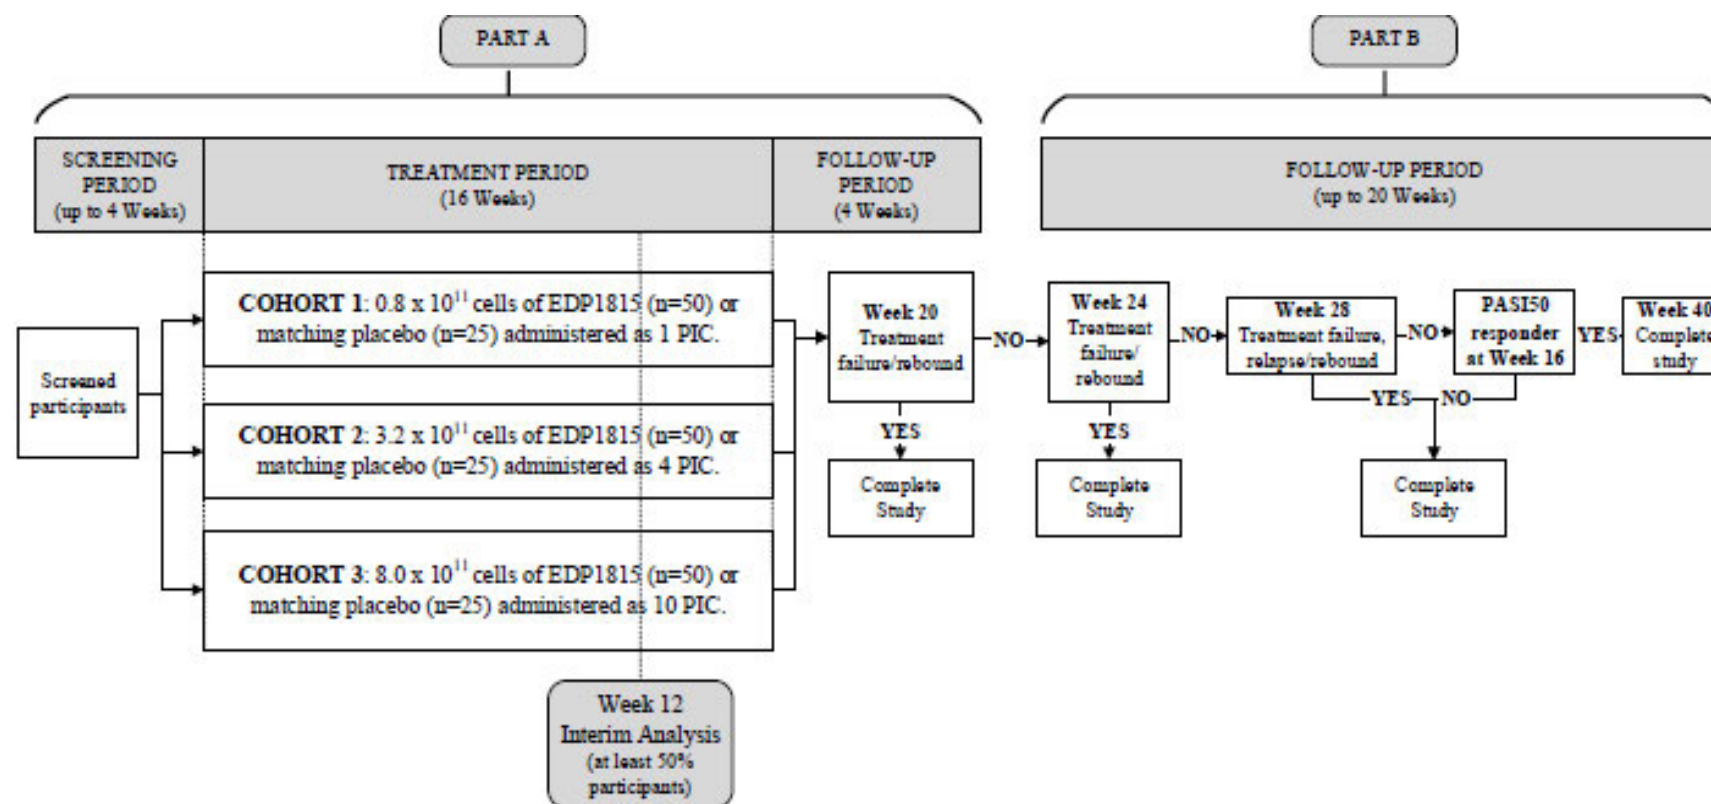 PART A
PART B
SCREENING
PERIOD
(up to 4 Weeks)
TREATMENT PERIOD
(16 Weeks)
FOLLOW-UP
PERIOD
(4 Weeks)
FOLLOW-UP PERIOD
(up to 20 Weeks)
Screened
participants
COHORT 1: 0.8 x 10¹¹ cells of EDP1815 (n=50) or
matching placebo (n=25) administered as 1 PIC.
COHORT 2: 3.2 x 10¹¹ cells of EDP1815 (n=50) or
matching placebo (n=25) administered as 4 PIC.
COHORT 3: 8.0 x 10¹¹ cells of EDP1815 (n=50) or
matching placebo (n=25) administered as 10 PIC.
Week 12
Interim Analysis
(at least 50%
participants)
Week 20
Treatment
failure/rebound
NO
YES
Complete
Study
Week 24
Treatment
failure/
rebound
NO
YES
Complete
Study
Week 28
Treatment failure,
relapse/rebound
NO
PASI50
responder
at Week 16
YES
Week 40
Complete
study
YES
NO
Complete
Study